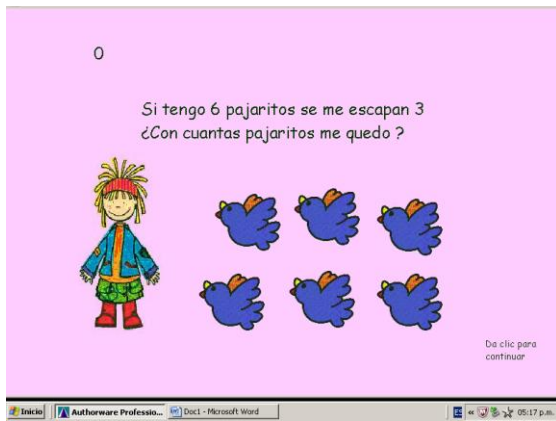 0
Si tengo 6 pajaritos se me escapan 3
¿Con cuantas pajaritos me quedo ?
Da clic para
continuar
Inicio
Authorware Professio...
Doc1 - Microsoft Word
ES
«
05:17 p.m.